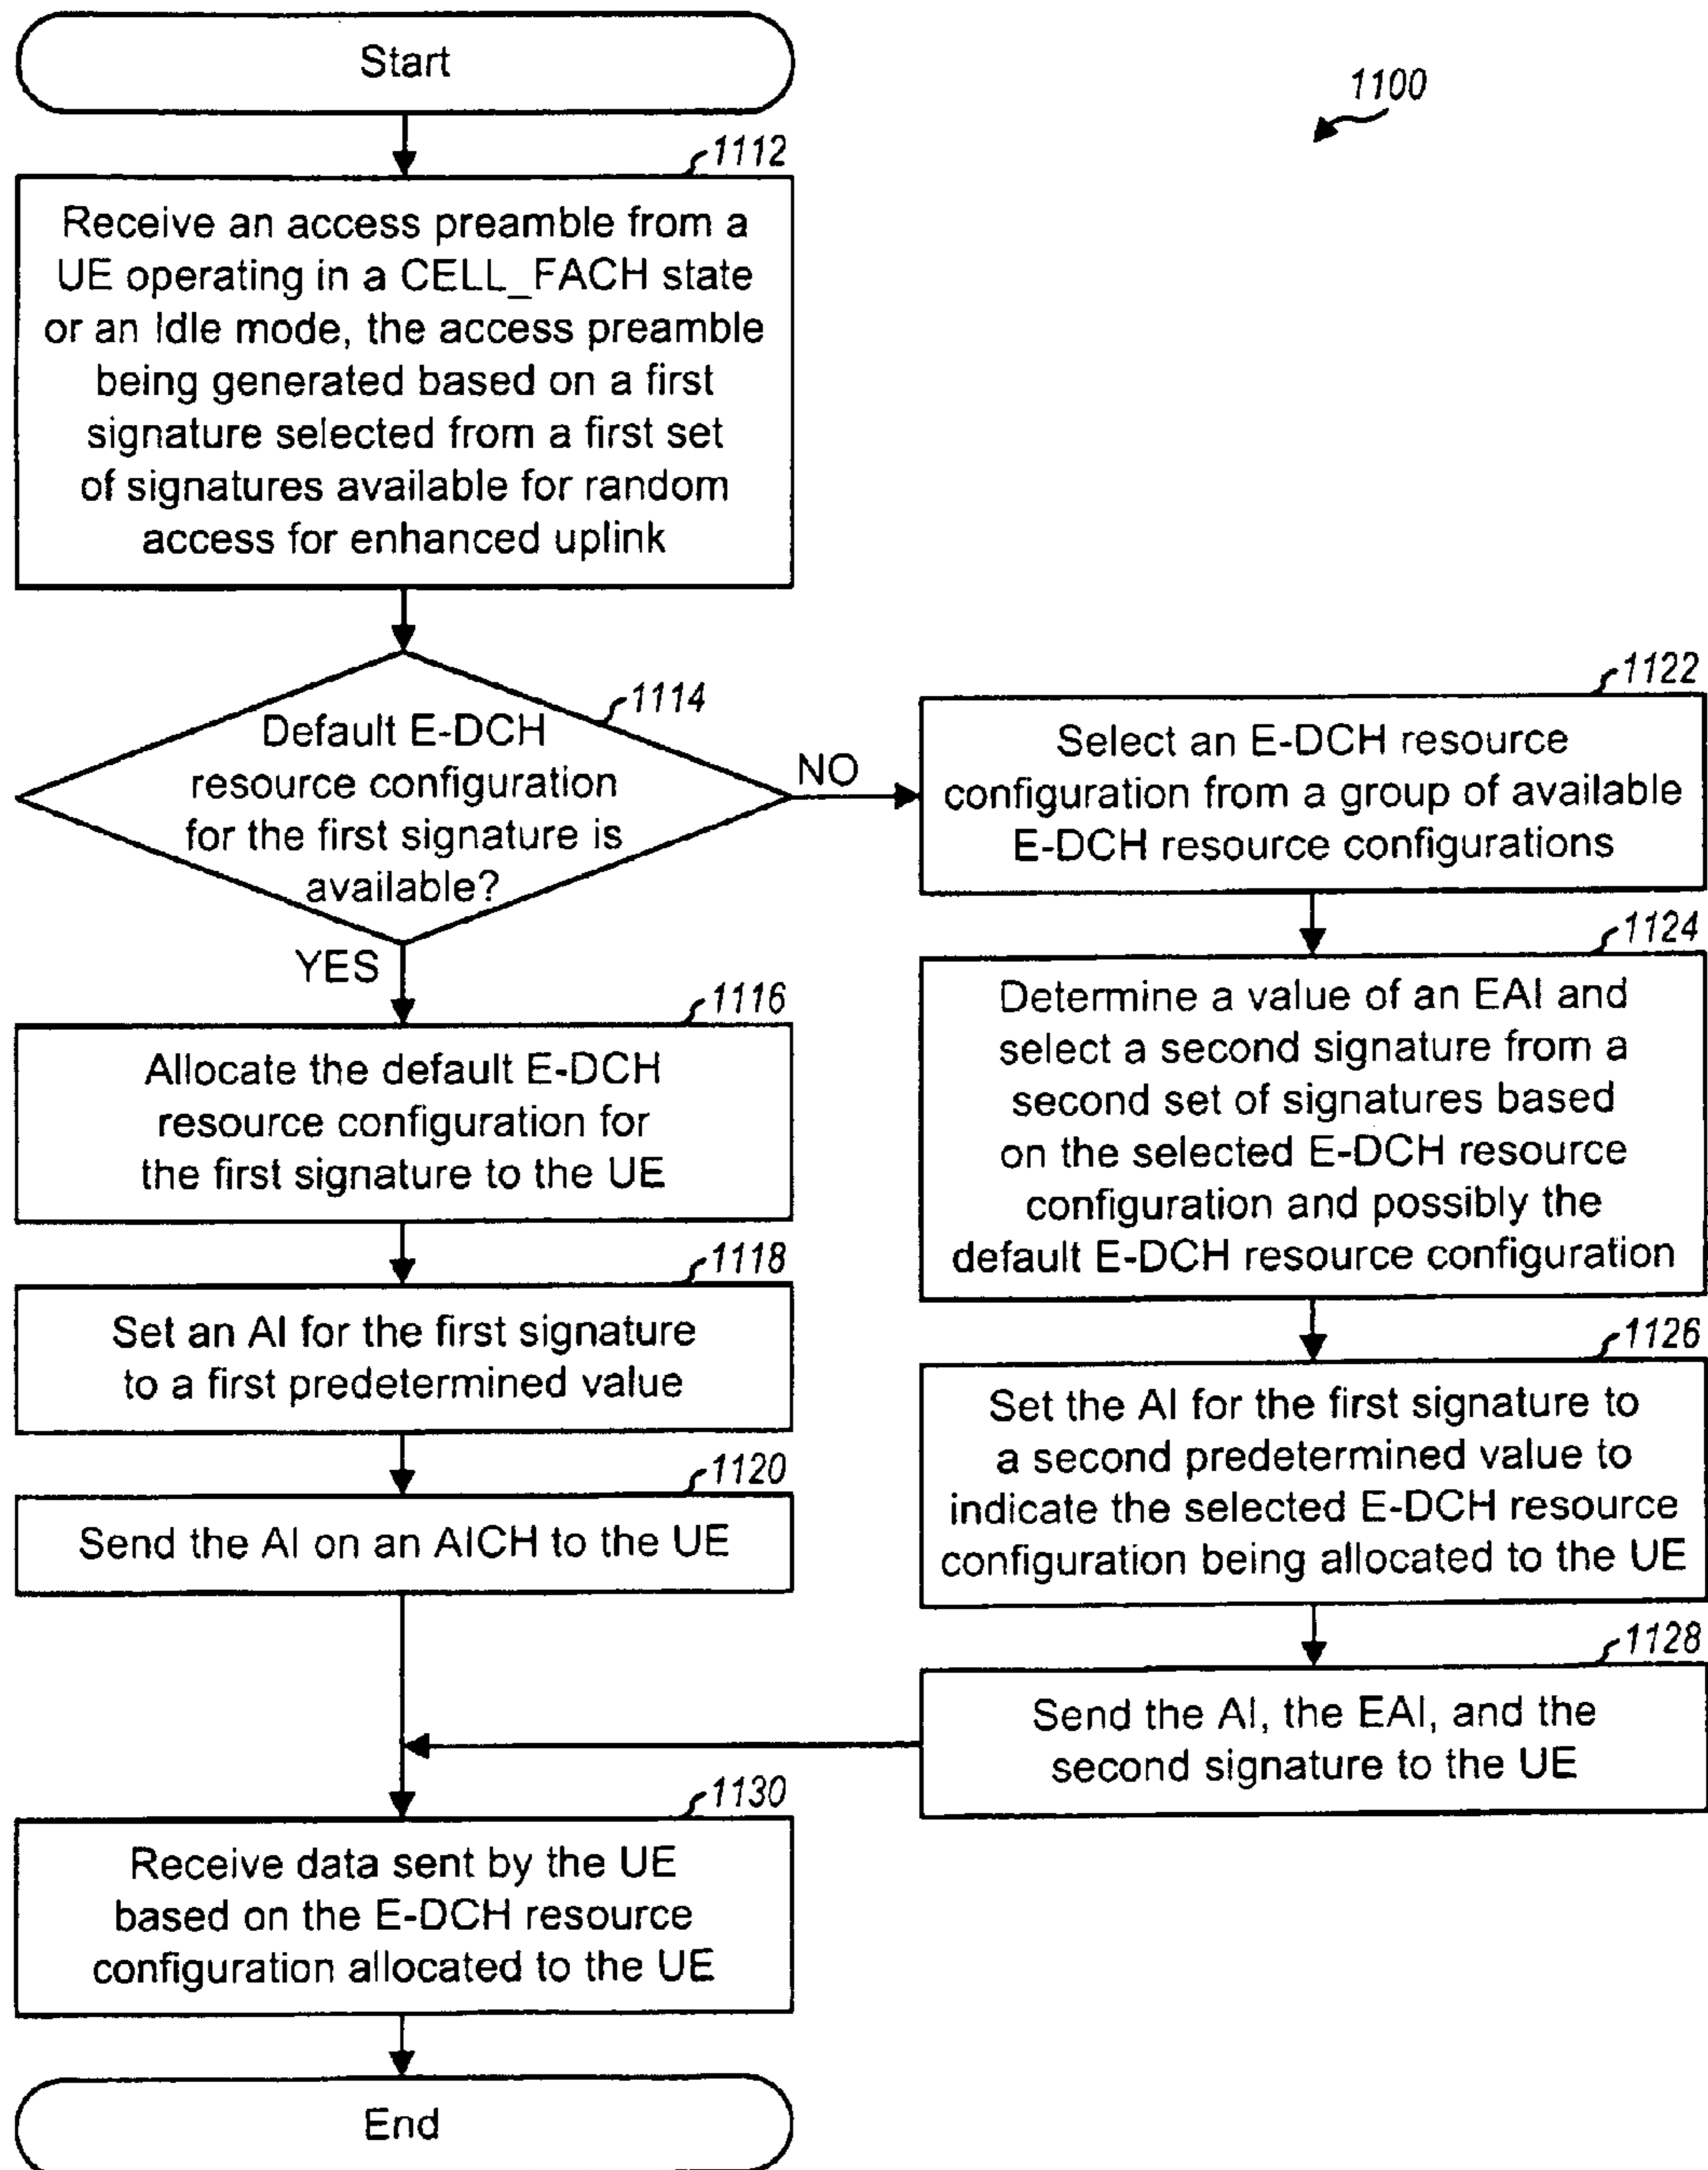 Start
1100
1112
Receive an access preamble from a
UE operating in a CELL_FACH state
or an Idle mode, the access preamble
being generated based on a first
signature selected from a first set
of signatures available for random
access for enhanced uplink
1114
Default E-DCH
resource configuration
for the first signature is
available?
NO
YES
1116
Allocate the default E-DCH
resource configuration for
the first signature to the UE
1118
Set an AI for the first signature
to a first predetermined value
1120
Send the AI on an AICH to the UE
1122
Select an E-DCH resource
configuration from a group of available
E-DCH resource configurations
1124
Determine a value of an EAI and
select a second signature from a
second set of signatures based
on the selected E-DCH resource
configuration and possibly the
default E-DCH resource configuration
1126
Set the AI for the first signature to
a second predetermined value to
indicate the selected E-DCH resource
configuration being allocated to the UE
1128
Send the AI, the EAI, and the
second signature to the UE
1130
Receive data sent by the UE
based on the E-DCH resource
configuration allocated to the UE
End